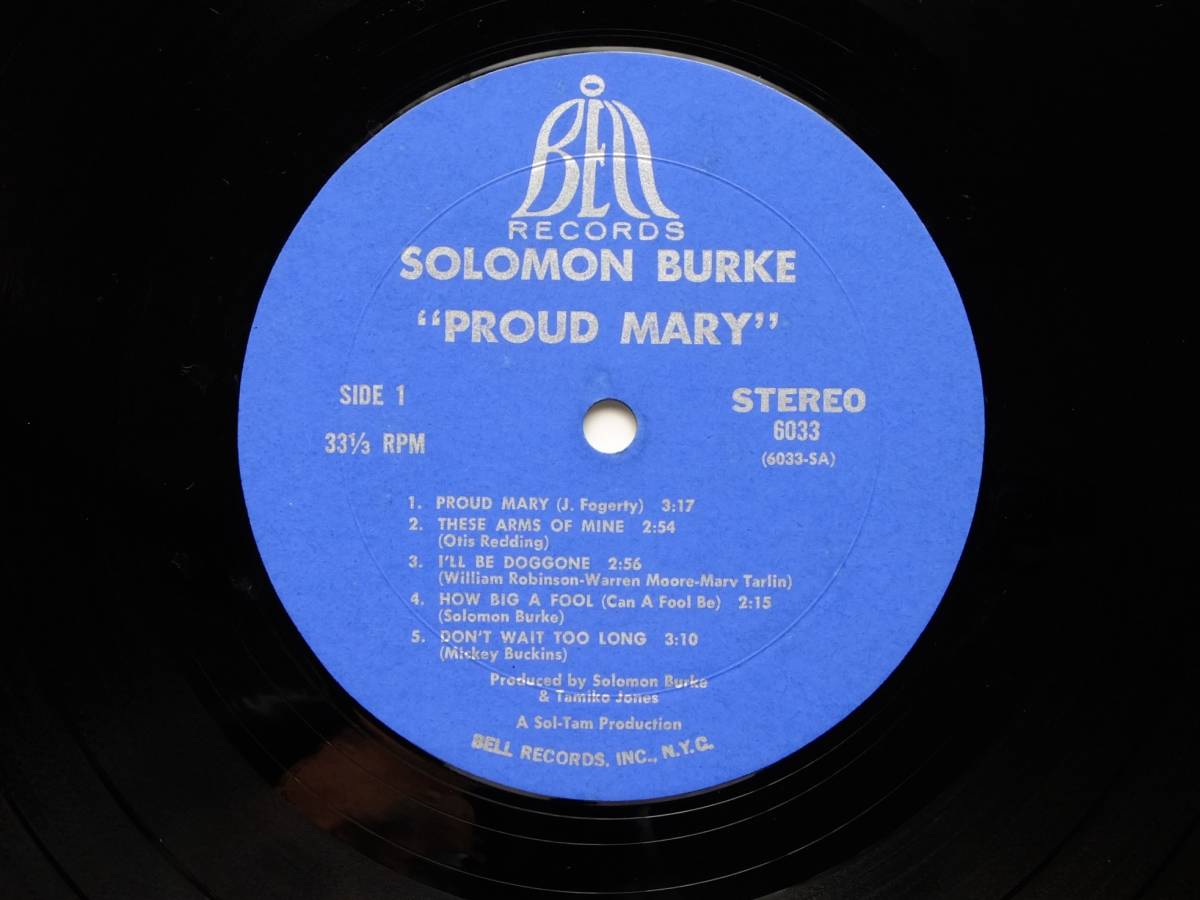 BELL
RECORDS
SOLOMON BURKE
“PROUD MARY”
SIDE 1
STEREO
33⅓ RPM
6033
(6033-SA)
1. PROUD MARY (J. Fogerty) 3:17
2. THESE ARMS OF MINE 2:54
(Otis Redding)
3. I'LL BE DOGGONE 2:56
(William Robinson-Warren Moore-Marv Tarlin)
4. HOW BIG A FOOL (Can A Fool Be) 2:15
(Solomon Burke)
5. DON'T WAIT TOO LONG 3:10
(Mickey Buckins)
Produced by Solomon Burke
& Tamiko Jones
A Sol-Tam Production
BELL RECORDS, INC., N.Y.C.